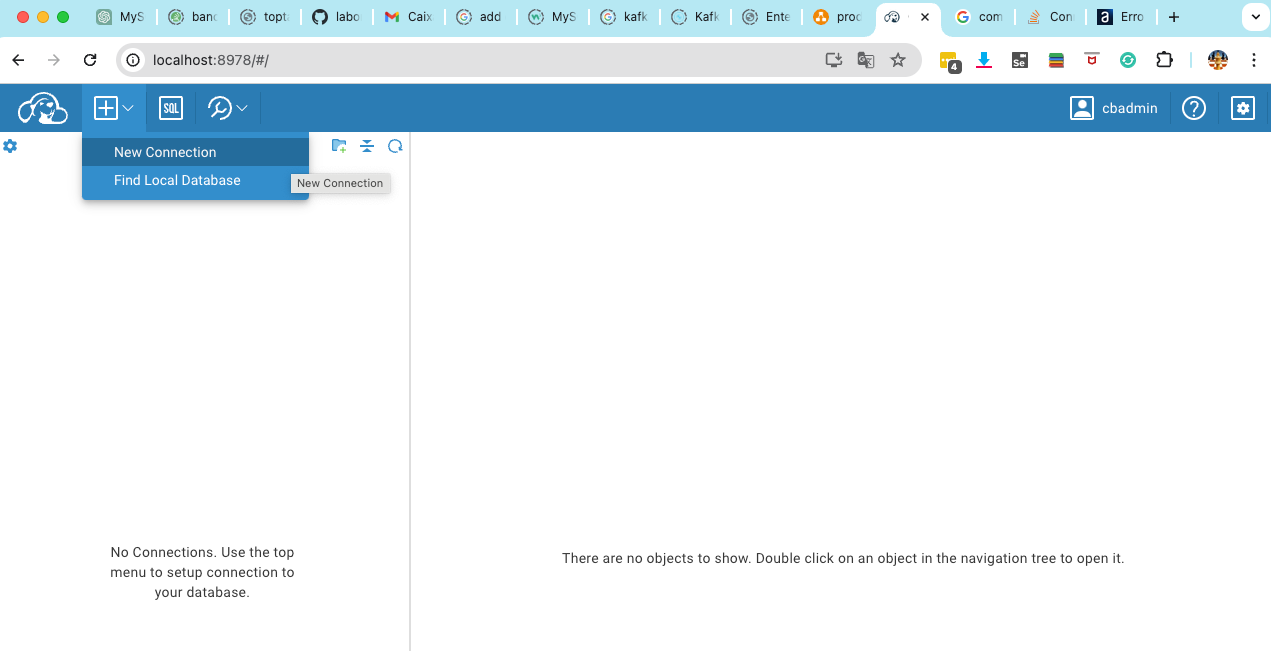 MyS
banc
topta
labo
Caix
add
MyS
kafk
Kafk
Ente
prod
com
Con
Erro
localhost:8978/#/
4
Se
SQL
cbadmin
New Connection
Find Local Database
New Connection
No Connections. Use the top
menu to setup connection to
your database.
There are no objects to show. Double click on an object in the navigation tree to open it.